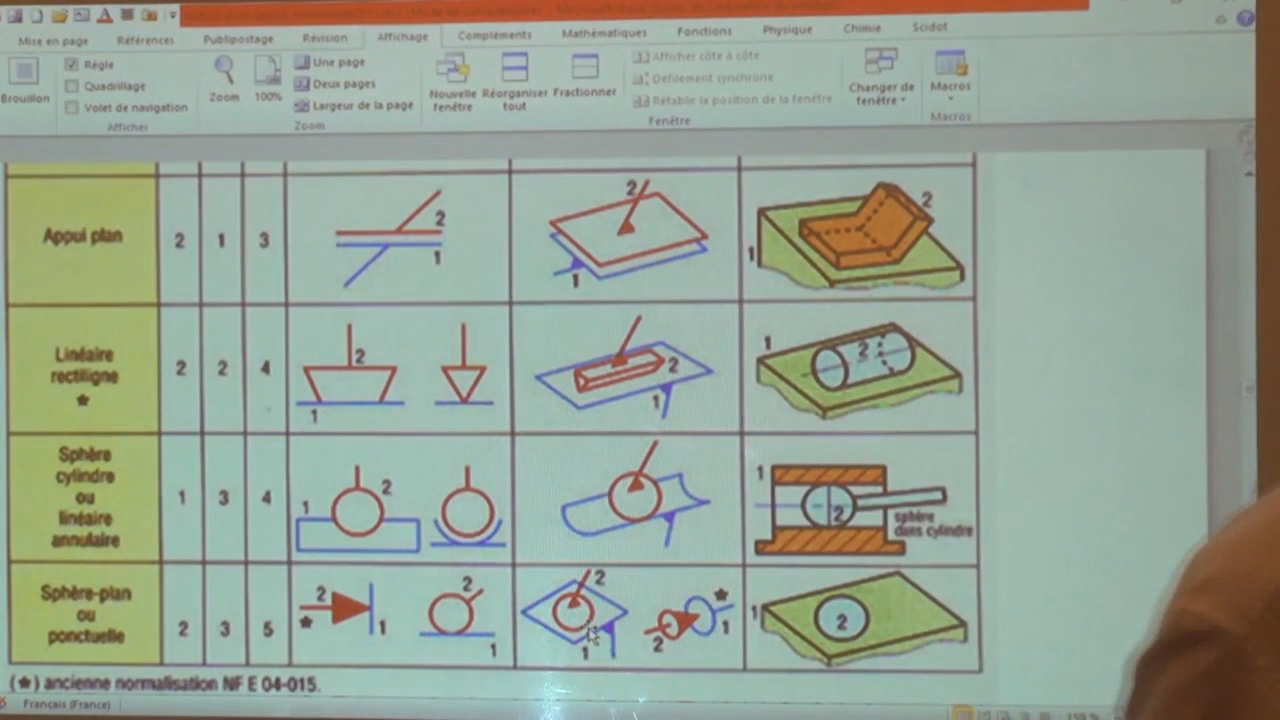 Mise en page Références Publipostage Révision Affichage Compléments Mathématiques Fonctions Physique Chimie Scidot
Brouillon
Règle
Quadrillage
Volet de navigation
Afficher
Zoom
100%
Une page
Deux pages
Largeur de la page
Zoom
Nouvelle fenêtre
Réorganiser tout
Fractionner
Afficher côte à côte
Défilement synchrone
Rétablir la position de la fenêtre
Fenêtre
Changer de fenêtre
Macros
Macros
Appui plan 2 1 3
2
1
2
1
1
2
Linéaire
rectiligne
★
2 2 4
2
1
2
1
1
2
Sphère
cylindre
ou
linéaire
annulaire
1 3 4
1
2
1
2
sphère
dans cylindre
Sphère-plan
ou
ponctuelle
2 3 5
2
★
1
2
1
2
1
★
2
1
1
2
(★) ancienne normalisation NF E 04-015.
Français (France)